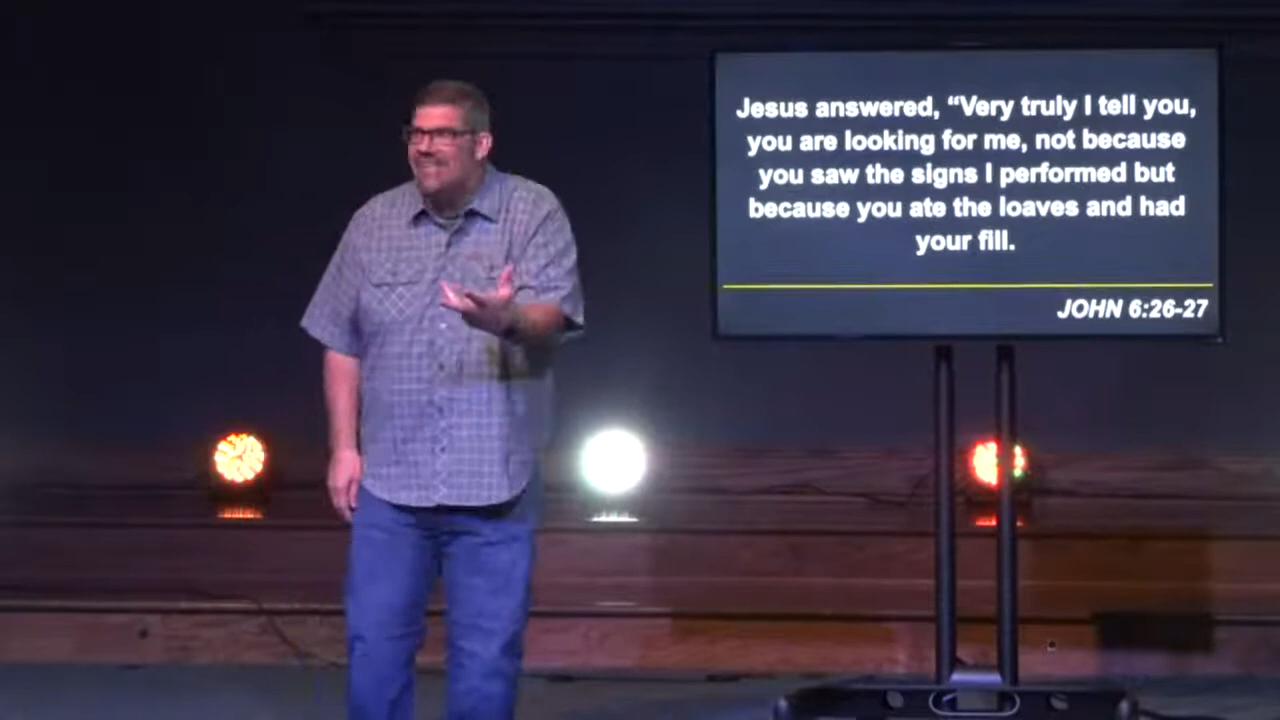 Jesus answered, “Very truly I tell you,
you are looking for me, not because
you saw the signs I performed but
because you ate the loaves and had
your fill.
JOHN 6:26-27